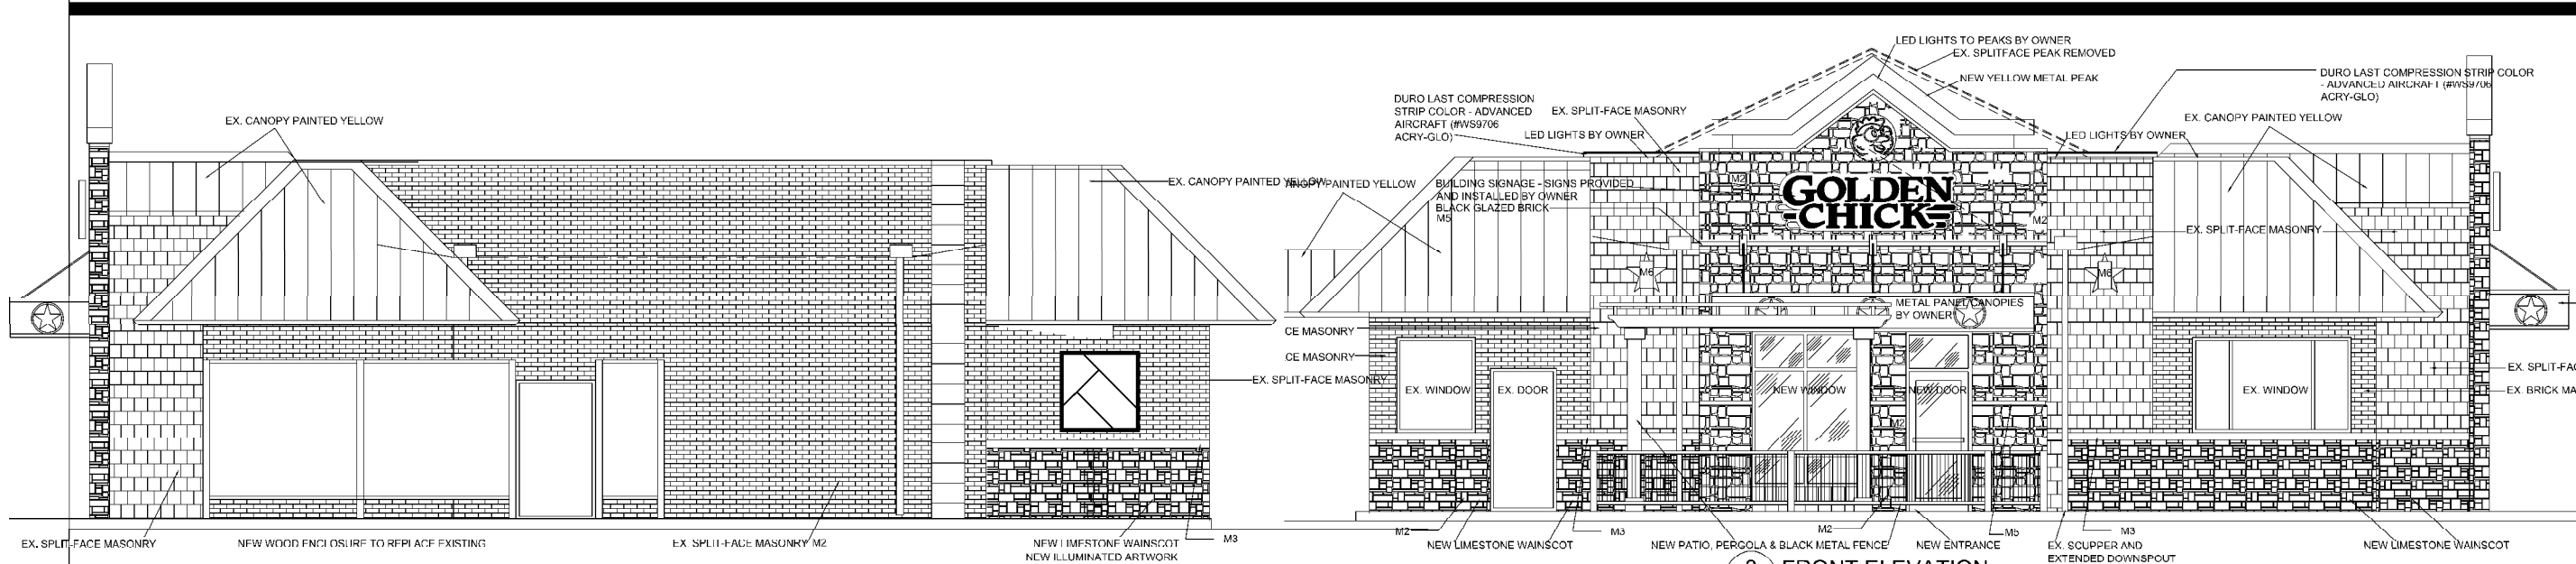 EX. CANOPY PAINTED YELLOW
EX. CANOPY PAINTED YELLOW
EX. SPLIT-FACE MASONRY
EX. SPLIT-FACE MASONRY
NEW WOOD ENCLOSURE TO REPLACE EXISTING
EX. SPLIT-FACE MASONRY M2
NEW LIMESTONE WAINSCOT
NEW ILLUMINATED ARTWORK
M3
LED LIGHTS TO PEAKS BY OWNER
EX. SPLITFACE PEAK REMOVED
NEW YELLOW METAL PEAK
DURO LAST COMPRESSION
STRIP COLOR - ADVANCED
AIRCRAFT (#WS9706
ACRY-GLO)
EX. SPLIT-FACE MASONRY
LED LIGHTS BY OWNER
PAINTED YELLOW
BUILDING SIGNAGE - SIGNS PROVIDED
AND INSTALLED BY OWNER
BLACK GLAZED BRICK
M5
M2
GOLDEN
CHICK
M2
M6
M6
DURO LAST COMPRESSION STRIP COLOR
- ADVANCED AIRCRAFT (#WS9706
ACRY-GLO)
LED LIGHTS BY OWNER
EX. CANOPY PAINTED YELLOW
EX. SPLIT-FACE MASONRY
METAL PANEL CANOPIES
BY OWNER
CE MASONRY
CE MASONRY
EX. WINDOW
EX. DOOR
NEW WINDOW
NEW DOOR
M2
EX. WINDOW
EX. SPLIT-FAC
EX. BRICK MA
M2
NEW LIMESTONE WAINSCOT
M3
NEW PATIO, PERGOLA & BLACK METAL FENCE
M2
NEW ENTRANCE
M5
EX. SCUPPER AND
EXTENDED DOWNSPOUT
M3
NEW LIMESTONE WAINSCOT
FRONT ELEVATION